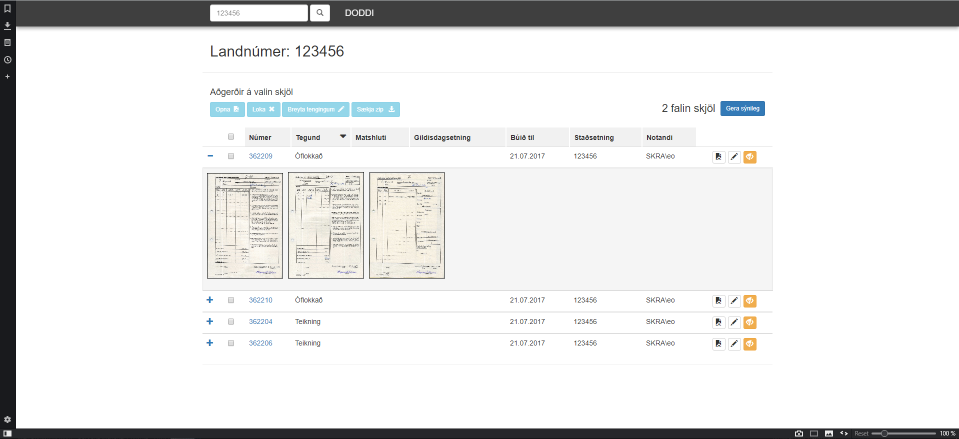 123456 DODDI
Landnúmer: 123456
Aðgerðir á valin skjöl
Opna Loka Breyta tengingum Sækja zip 2 falin skjöl Gera sýnileg
Númer Tegund Matshluti Gildisdagsetning Búið til Staðsetning Notandi
362209 Óflokkað 21.07.2017 123456 SKRA\eo
362210 Óflokkað 21.07.2017 123456 SKRA\eo
362204 Teikning 21.07.2017 123456 SKRA\eo
362206 Teikning 21.07.2017 123456 SKRA\eo
Reset 100 %